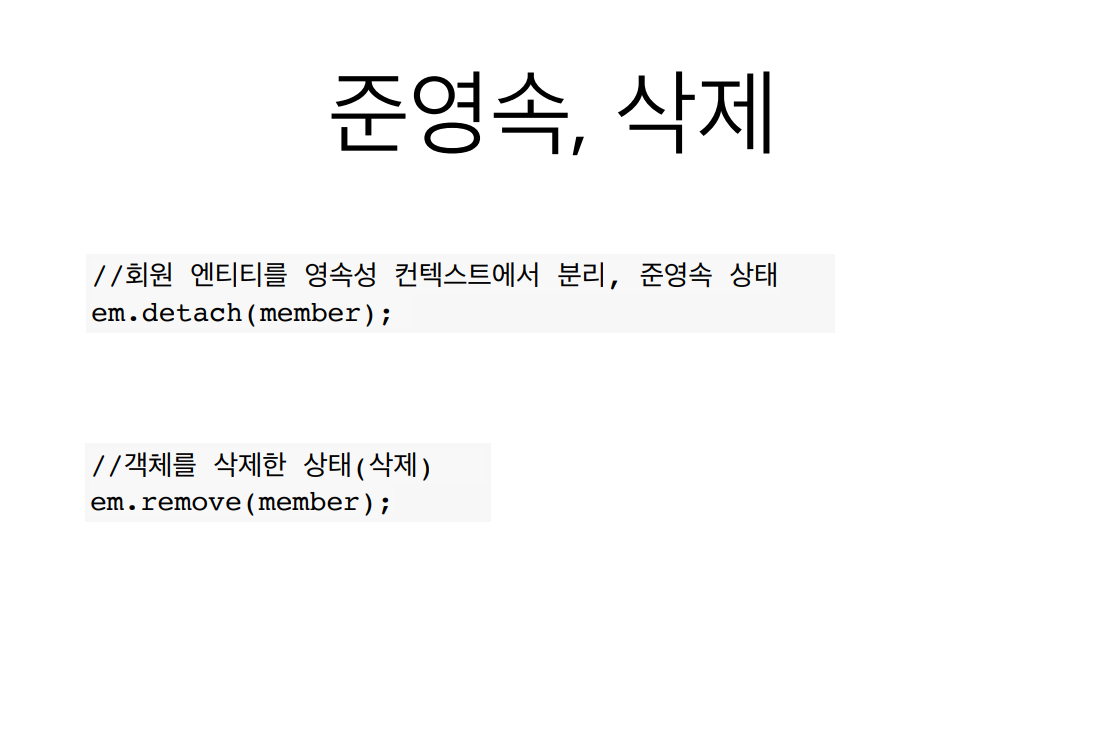 준영속, 삭제
//회원 엔티티를 영속성 컨텍스트에서 분리, 준영속 상태
em.detach(member);
//객체를 삭제한 상태(삭제)
em.remove(member);